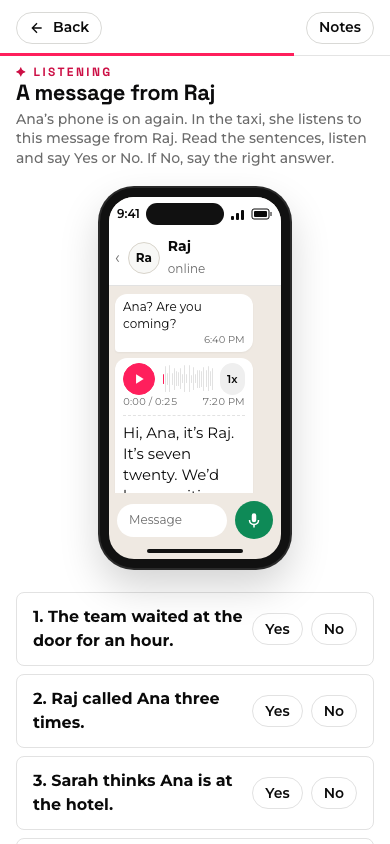 Back
Notes
LISTENING
A message from Raj
Ana's phone is on again. In the taxi, she listens to
this message from Raj. Read the sentences, listen
and say Yes or No. If No, say the right answer.
9:41
Ra
Raj
online
Ana? Are you
coming?
6:40 PM
1x
0:00 / 0:25
7:20 PM
Hi, Ana, it's Raj.
It's seven
twenty. We'd
Message
1. The team waited at the
door for an hour.
Yes
No
2. Raj called Ana three
times.
Yes
No
3. Sarah thinks Ana is at
the hotel.
Yes
No